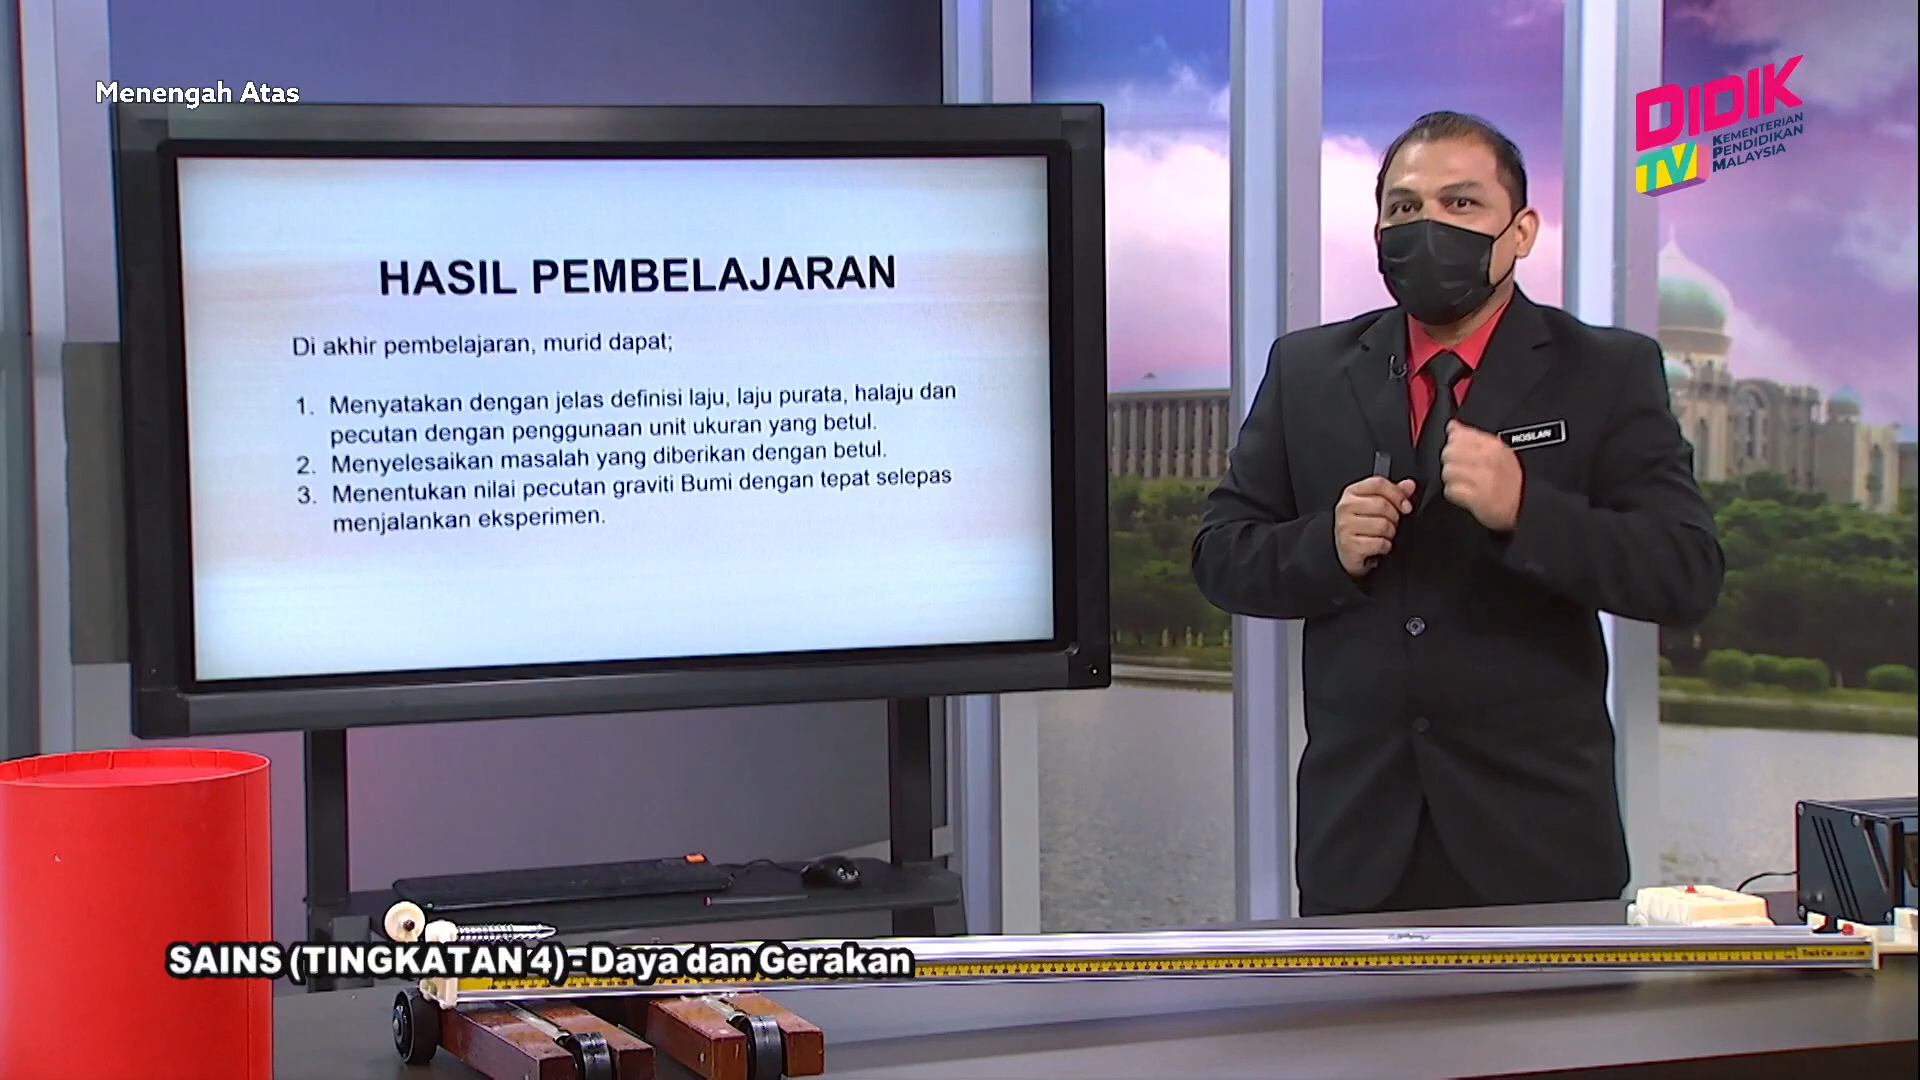 Menengah Atas
DIDIK
TV
KEMENTERIAN
PENDIDIKAN
MALAYSIA
HASIL PEMBELAJARAN
Di akhir pembelajaran, murid dapat;
1. Menyatakan dengan jelas definisi laju, laju purata, halaju dan
pecutan dengan penggunaan unit ukuran yang betul.
2. Menyelesaikan masalah yang diberikan dengan betul.
3. Menentukan nilai pecutan graviti Bumi dengan tepat selepas
menjalankan eksperimen.
ROSLAN
SAINS (TINGKATAN 4) - Daya dan Gerakan